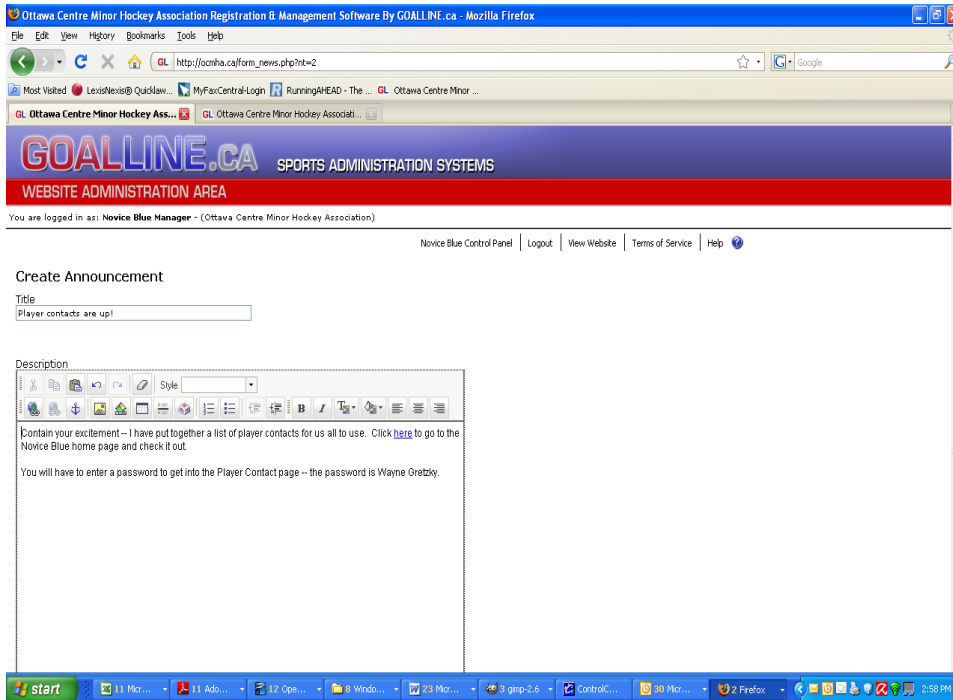 Ottawa Centre Minor Hockey Association Registration & Management Software By GOALLINE.ca - Mozilla Firefox
File Edit View History Bookmarks Tools Help
GL http://ocmha.ca/form_news.php?nt=2 G Google
Most Visited LexisNexis® Quicklaw... MyFaxCentral-Login RunningAHEAD - The ... GL Ottawa Centre Minor ...
GL Ottawa Centre Minor Hockey Ass... GL Ottawa Centre Minor Hockey Associati...
GOALLINE.CA SPORTS ADMINISTRATION SYSTEMS
WEBSITE ADMINISTRATION AREA
You are logged in as: Novice Blue Manager - (Ottawa Centre Minor Hockey Association)
Novice Blue Control Panel | Logout | View Website | Terms of Service | Help
Create Announcement
Title
Player contacts are up!
Description
Style
B I T
Contain your excitement -- I have put together a list of player contacts for us all to use. Click here to go to the
Novice Blue home page and check it out.
You will have to enter a password to get into the Player Contact page -- the password is Wayne Gretzky.
start 11 Micr... 11 Ado... 12 Ope... 8 Windo... 23 Micr... 3 gimp-2.6 ControlC... 30 Micr... 2 Firefox 2:58 PM